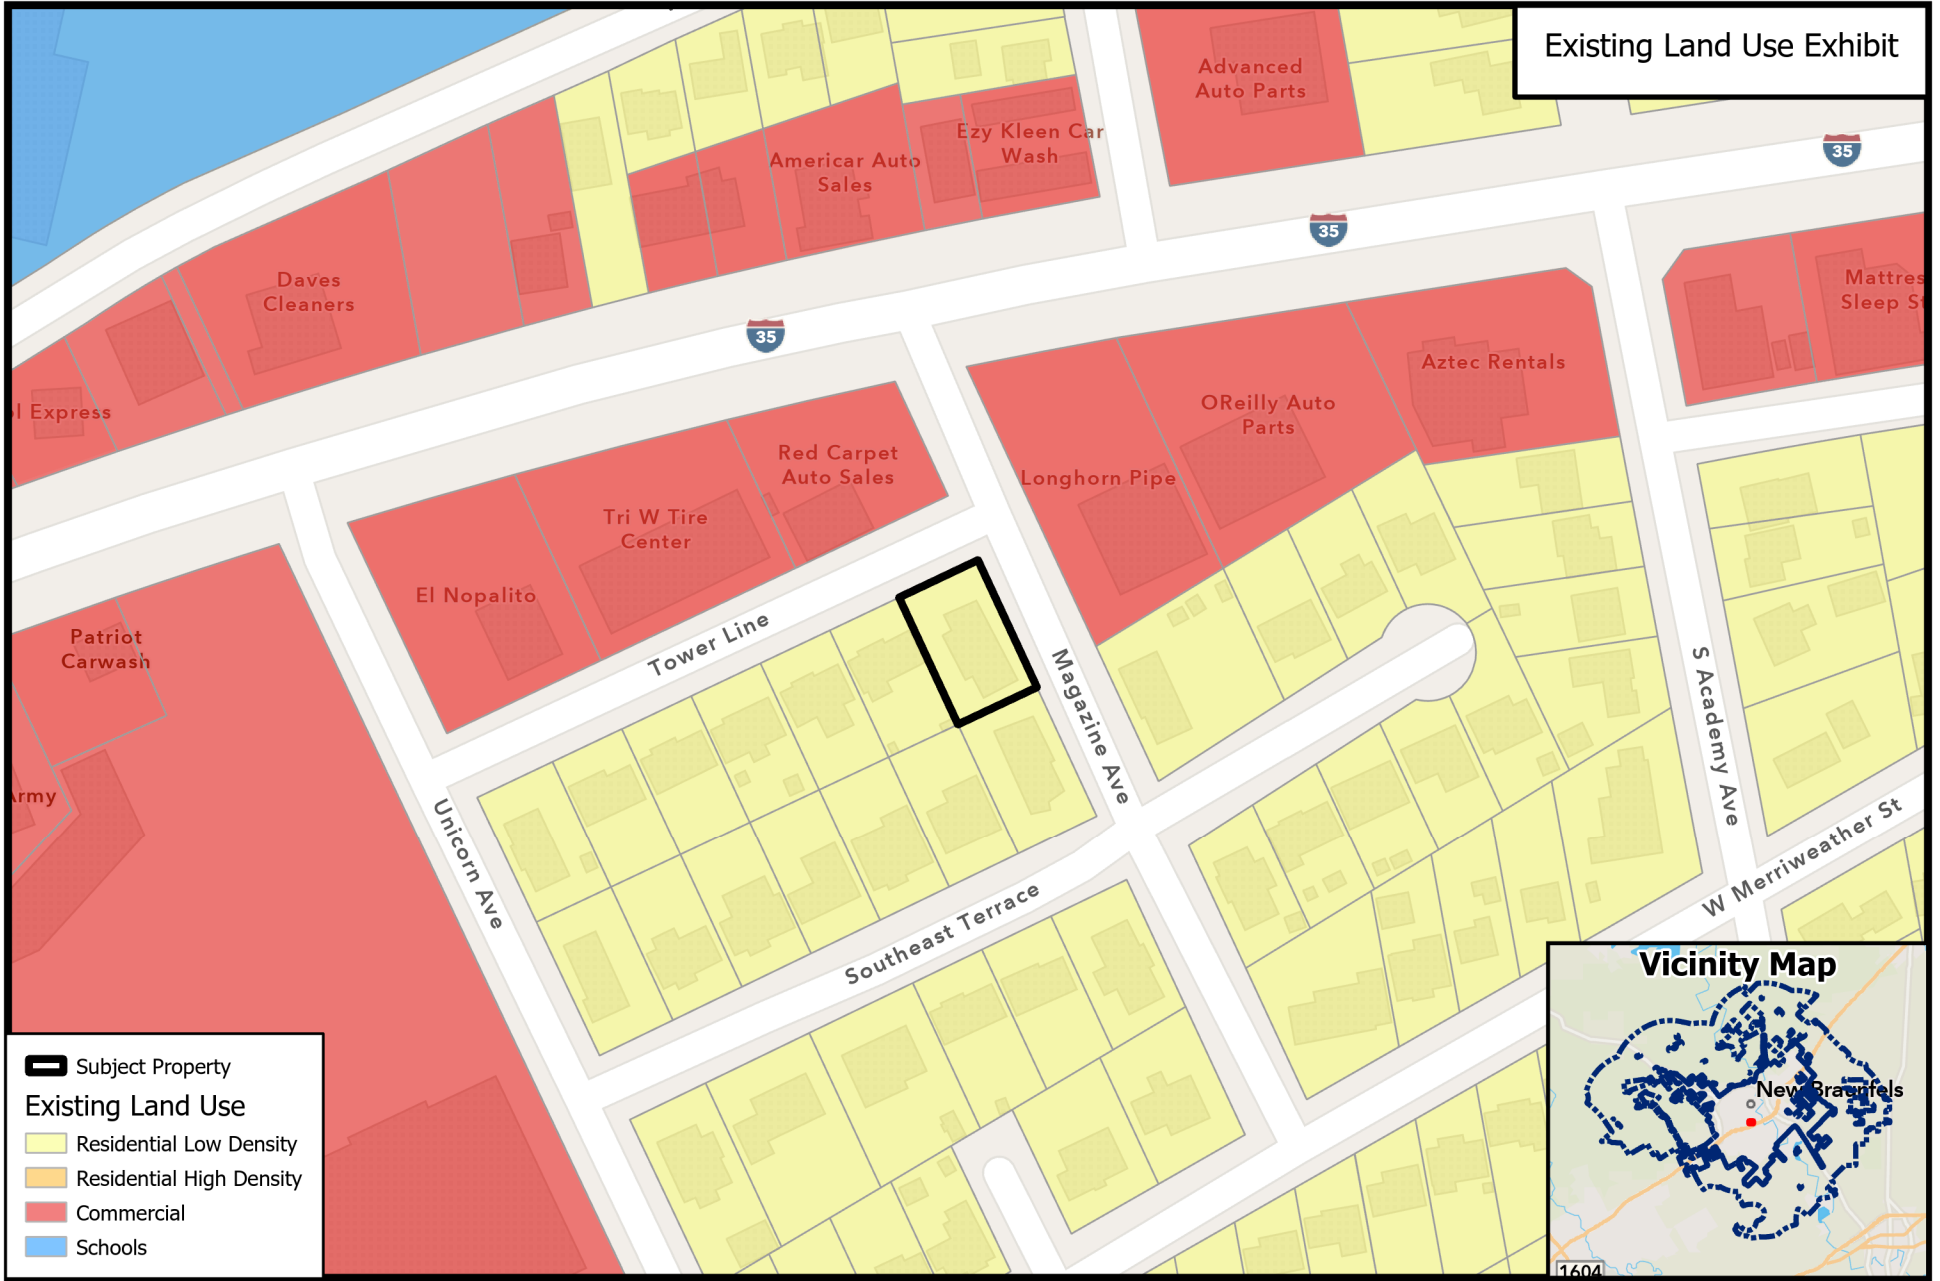 Existing Land Use Exhibit
Advanced
Auto Parts
Ezy Kleen Car
Wash
Americar Auto
Sales
35
35
35
Daves
Cleaners
Mattres
Sleep St
Aztec Rentals
l Express
OReilly Auto
Parts
Red Carpet
Auto Sales
Longhorn Pipe
Tri W Tire
Center
El Nopalito
Patriot
Carwash
Tower Line
Magazine Ave
S Academy Ave
Army
Unicorn Ave
W Merriweather St
Southeast Terrace
Vicinity Map
New Braunfels
1604
Subject Property
Existing Land Use
Residential Low Density
Residential High Density
Commercial
Schools